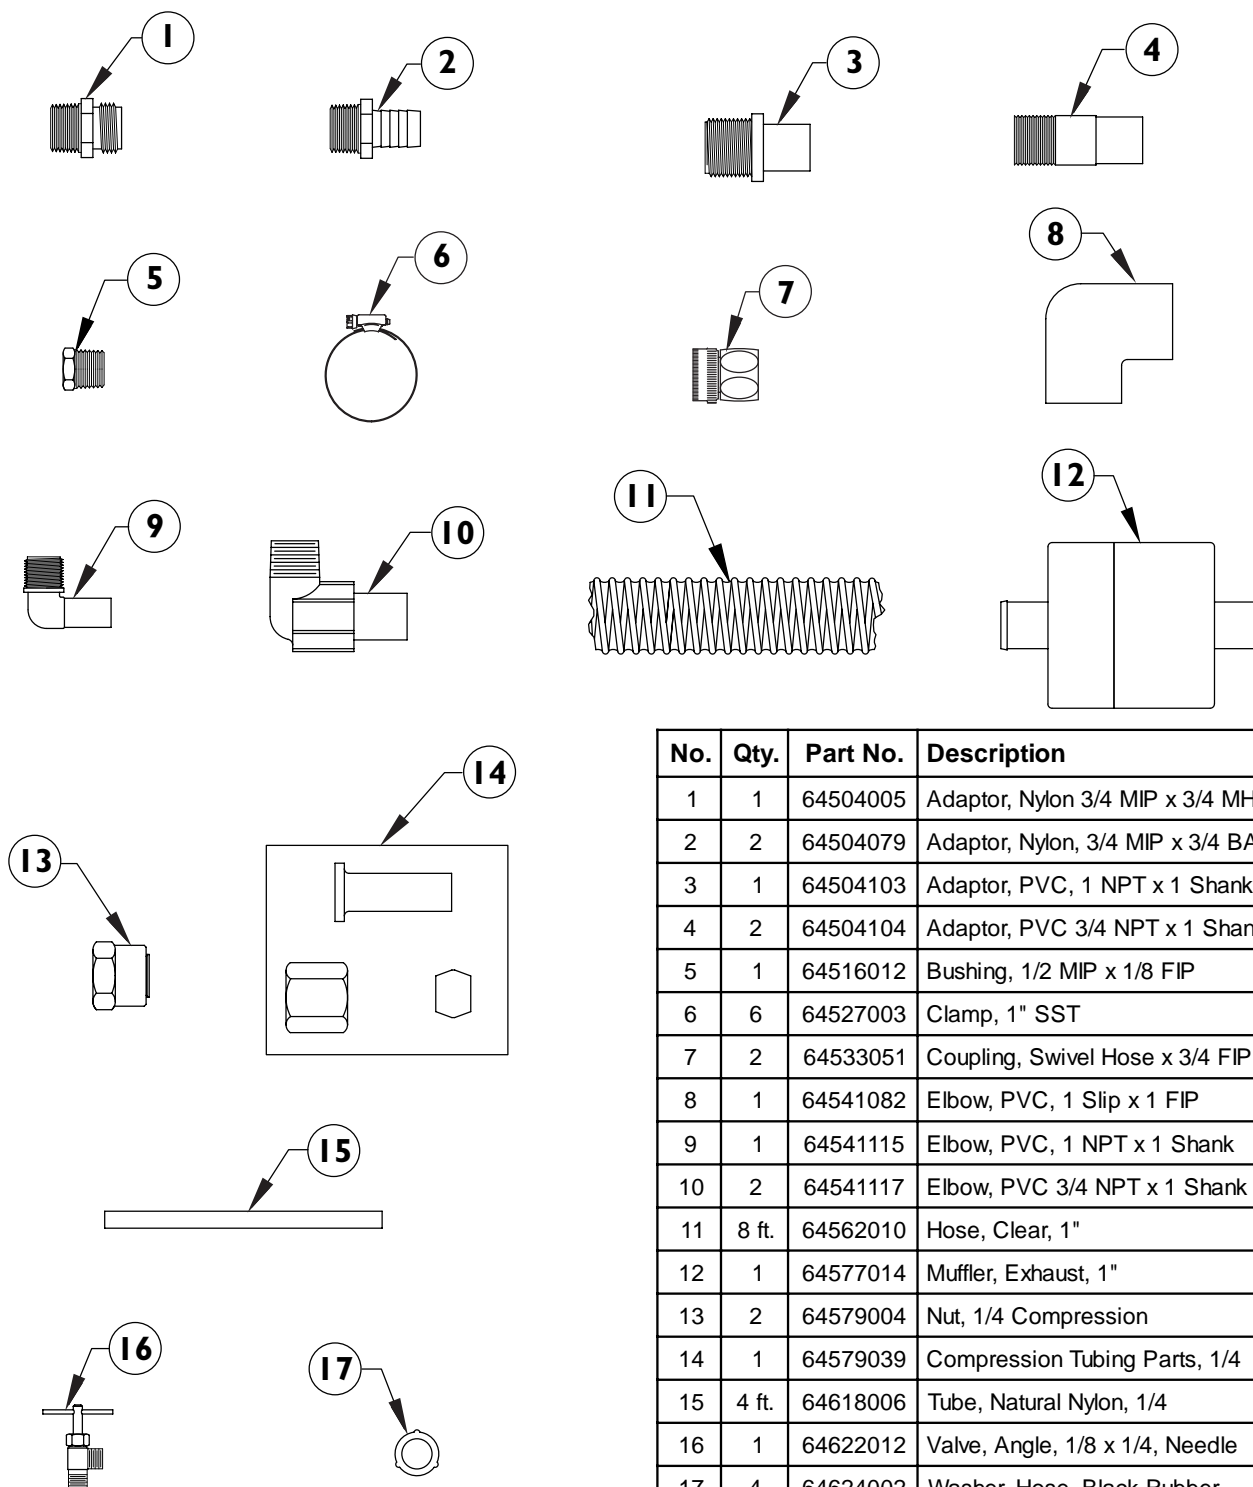 1
2
3
4
5
6
7
8
9
10
11
12
13
14
15
16
17
No. Qty. Part No. Description
1 1 64504005 Adaptor, Nylon 3/4 MIP x 3/4
2 2 64504079 Adaptor, Nylon, 3/4 MIP x 3/4
3 1 64504103 Adaptor, PVC, 1 NPT x 1 Shank
4 2 64504104 Adaptor, PVC 3/4 NPT x 1
5 1 64516012 Bushing, 1/2 MIP x 1/8 FIP
6 6 64527003 Clamp, 1" SST
7 2 64533051 Coupling, Swivel Hose x 3/4 FIP
8 1 64541082 Elbow, PVC, 1 Slip x 1 FIP
9 1 64541115 Elbow, PVC, 1 NPT x 1 Shank
10 2 64541117 Elbow, PVC 3/4 NPT x 1 Shank
11 8 ft. 64562010 Hose, Clear, 1"
12 1 64577014 Muffler, Exhaust, 1"
13 2 64579004 Nut, 1/4 Compression
14 1 64579039 Compression Tubing Parts, 1/4
15 4 ft. 64618006 Tube, Natural Nylon, 1/4
16 1 64622012 Valve, Angle, 1/8 x 1/4, Needle
17 4 Washer, Hose, Black Rubber